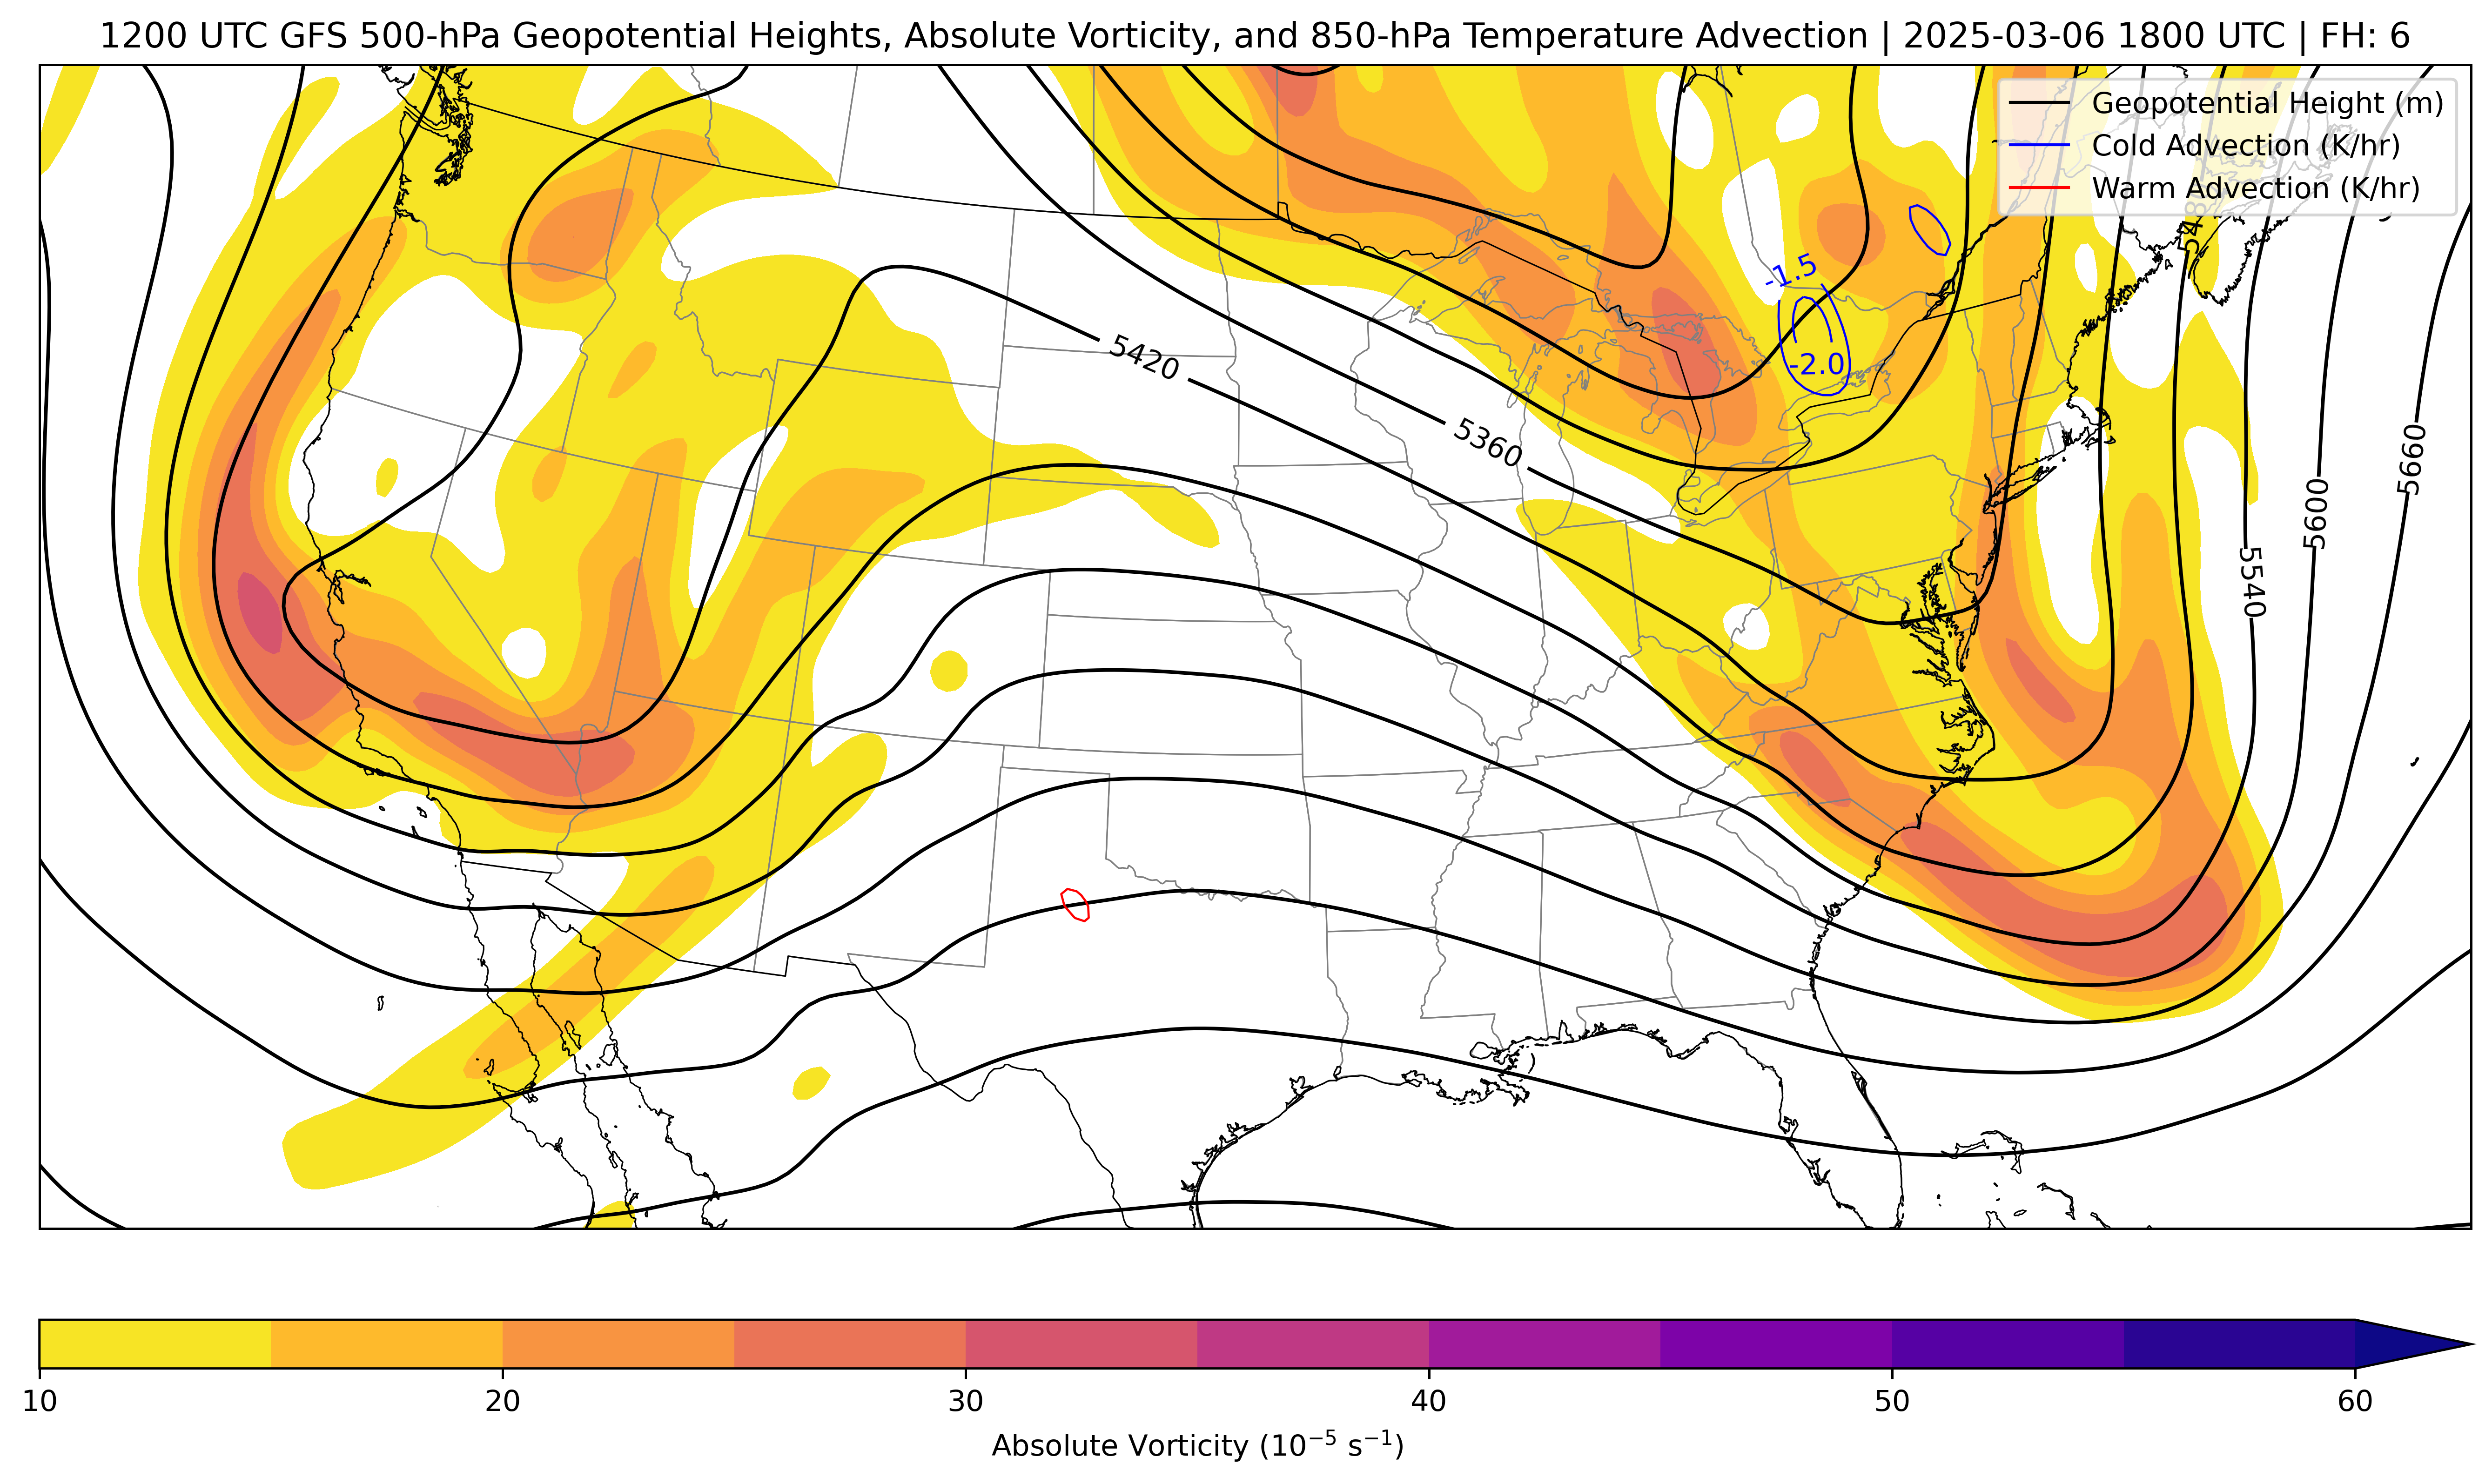 1200 UTC GFS 500-hPa Geopotential Heights, Absolute Vorticity, and 850-hPa Temperature Advection | 2025-03-06 1800 UTC | FH: 6
Geopotential Height (m)
Cold Advection (K/hr)
Warm Advection (K/hr)
-1.5
-2.0
5420
5360
5660
5600
5540
10 20 30 40 50 60
Absolute Vorticity (10⁻⁵ s⁻¹)